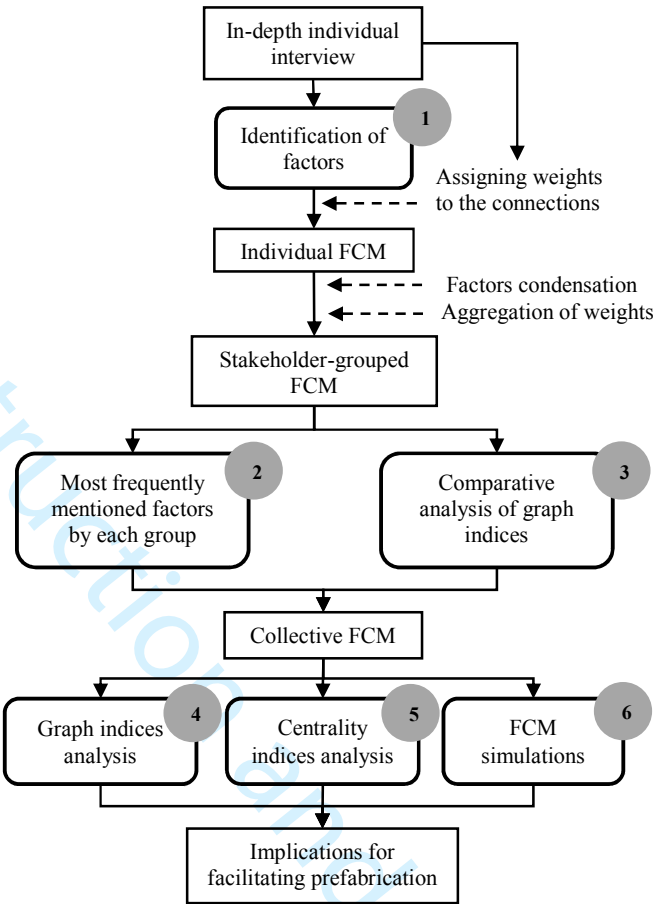 In-depth individual
interview
1
Identification of
factors
Assigning weights
to the connections
Individual FCM
Factors condensation
Aggregation of weights
Stakeholder-grouped
FCM
2
Most frequently
mentioned factors
by each group
3
Comparative
analysis of graph
indices
Collective FCM
4
Graph indices
analysis
5
Centrality
indices analysis
6
FCM
simulations
Implications for
facilitating prefabrication
truction and